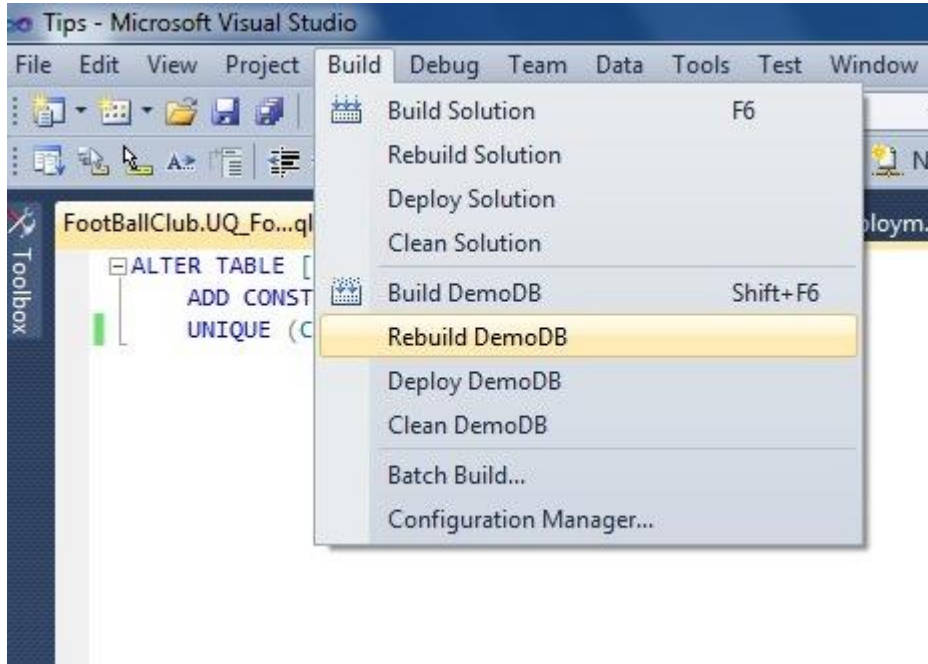 Tips - Microsoft Visual Studio
File Edit View Project Build Debug Team Data Tools Test Window
Build Solution F6
Rebuild Solution
Deploy Solution
Clean Solution
Build DemoDB Shift+F6
Rebuild DemoDB
Deploy DemoDB
Clean DemoDB
Batch Build...
Configuration Manager...
Toolbox
FootBallClub.UQ_Fo...ql
ALTER TABLE [
ADD CONST
UNIQUE (C